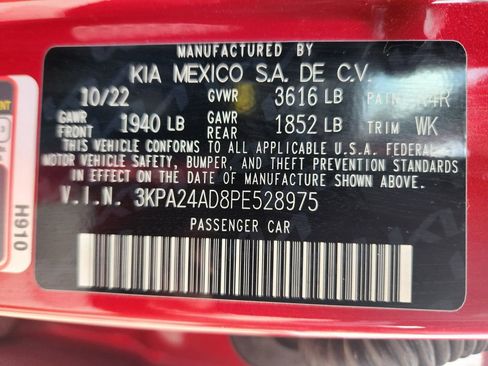 MANUFACTURED BY
KIA MEXICO S.A. DE C.V.
10/22 GVWR 3616 LB
GAWR FRONT 1940 LB GAWR REAR 1852 LB TRIM WK
THIS VEHICLE CONFORMS TO ALL APPLICABLE U.S.A. FEDERAL
MOTOR VEHICLE SAFETY, BUMPER, AND THEFT PREVENTION STANDARDS
IN EFFECT ON THE DATE OF MANUFACTURE SHOWN ABOVE.
V.I.N. 3KPA24AD8PE528975
PASSENGER CAR
H910